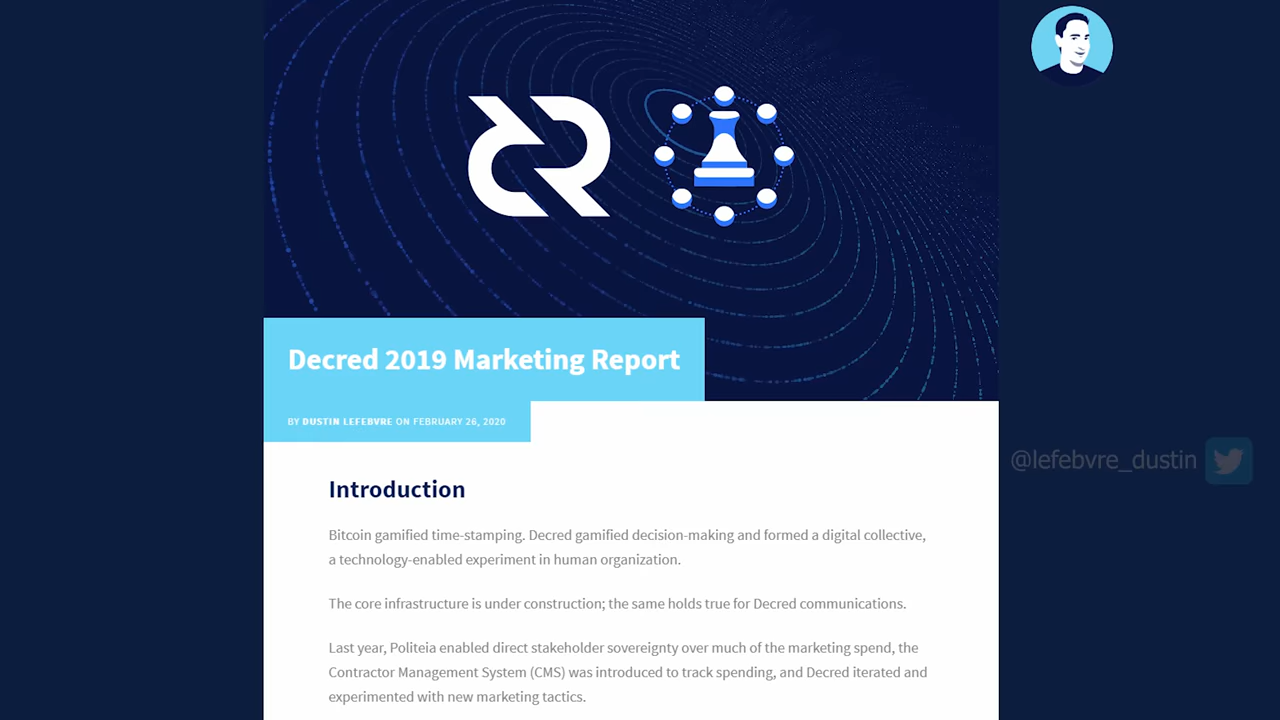 Decred 2019 Marketing Report
BY DUSTIN LEFEBVRE ON FEBRUARY 26, 2020
@lefebvre_dustin
Introduction
Bitcoin gamified time-stamping. Decred gamified decision-making and formed a digital collective,
a technology-enabled experiment in human organization.
The core infrastructure is under construction; the same holds true for Decred communications.
Last year, Politeia enabled direct stakeholder sovereignty over much of the marketing spend, the
Contractor Management System (CMS) was introduced to track spending, and Decred iterated and
experimented with new marketing tactics.